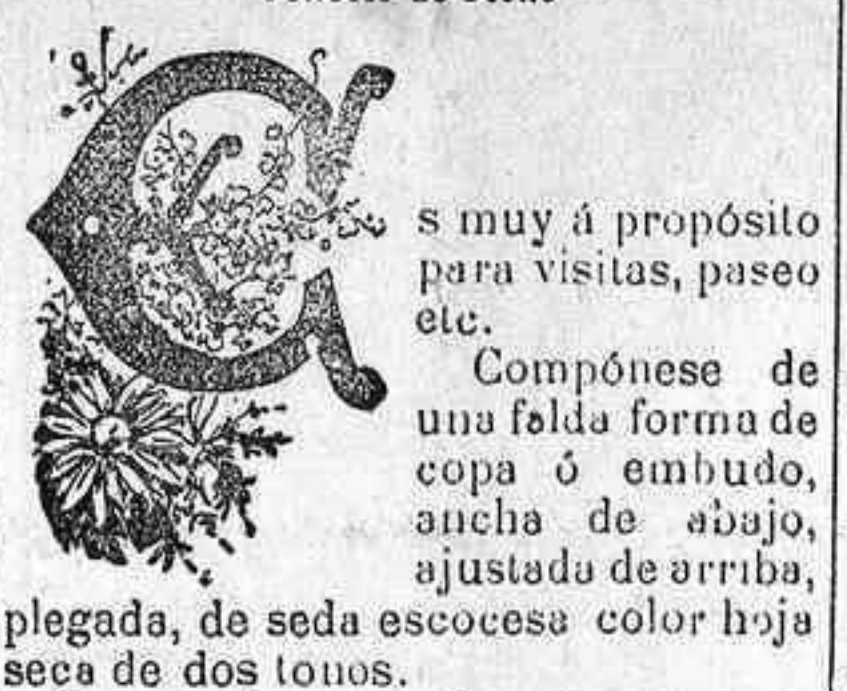 Es muy á propósito
para visitas, paseo
etc.
Compónese de
una falda forma de
copa ó embudo,
ancha de abajo,
ajustada de arriba,
plegada, de seda escocesa color hoja
seca de dos tonos.